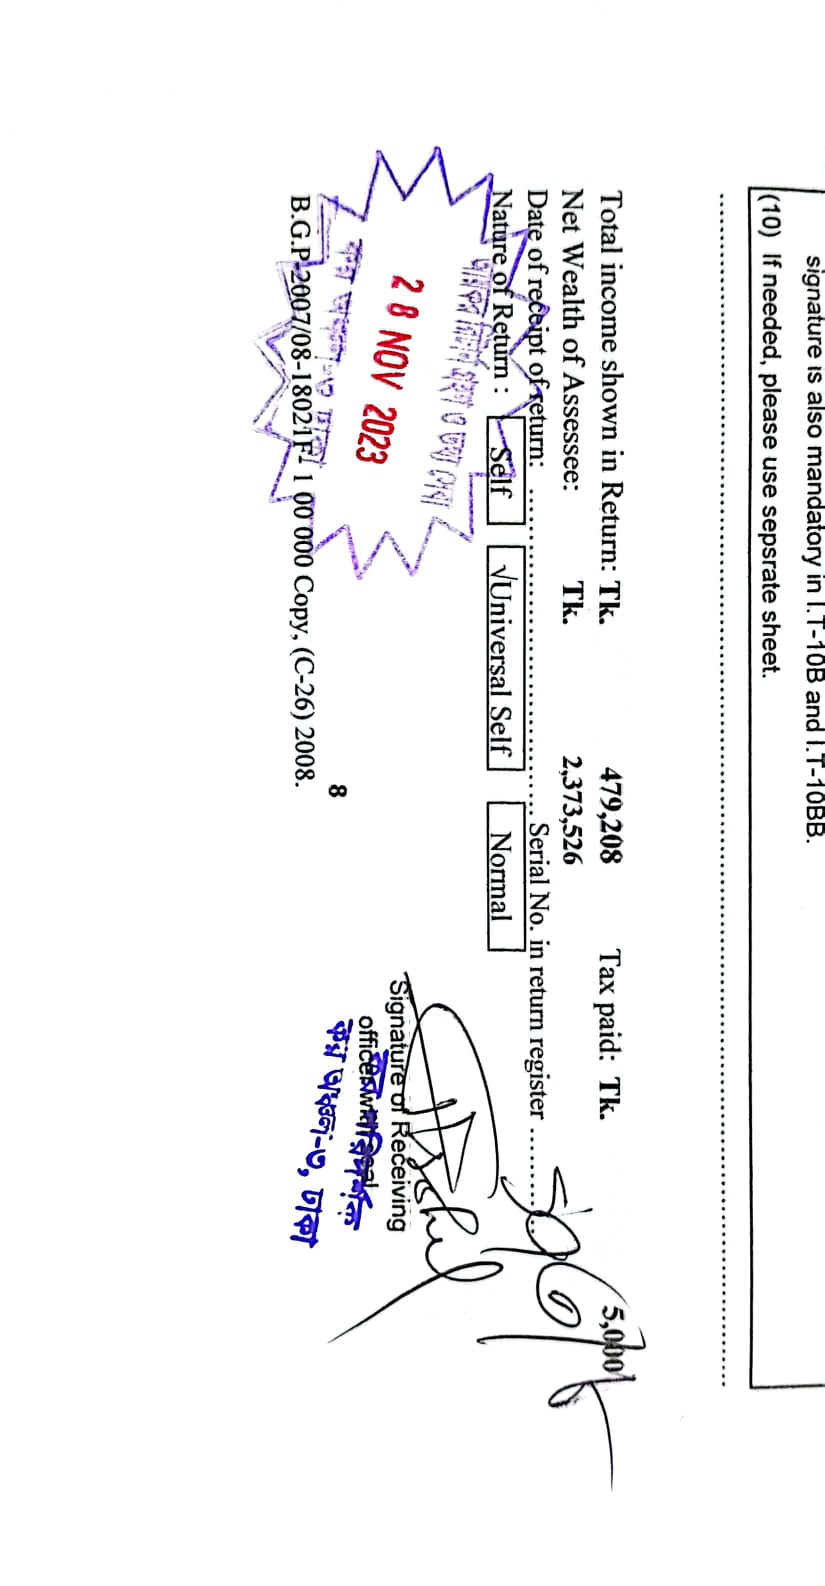 signature is also mandatory in I.T-10B and I.T-10BB.
(10) If needed, please use sepsrate sheet.
Total income shown in Return: Tk. 479,208 Tax paid: Tk. 5,000
Net Wealth of Assessee: Tk. 2,373,526
Date of receipt of return: .................................... Serial No. in return register ..........
Nature of Return : Self √Universal Self Normal
আয়কর রিটার্ন গ্রহণ ও তথ্য সেবা
28 NOV 2023
কর অঞ্চল-৩ ঢাকা
Signature of Receiving
officer with Seal
কর পরিদর্শক
কর অঞ্চল-৩, ঢাকা
8
B.G.P-2007/08-18021F- 1 00 000 Copy, (C-26) 2008.